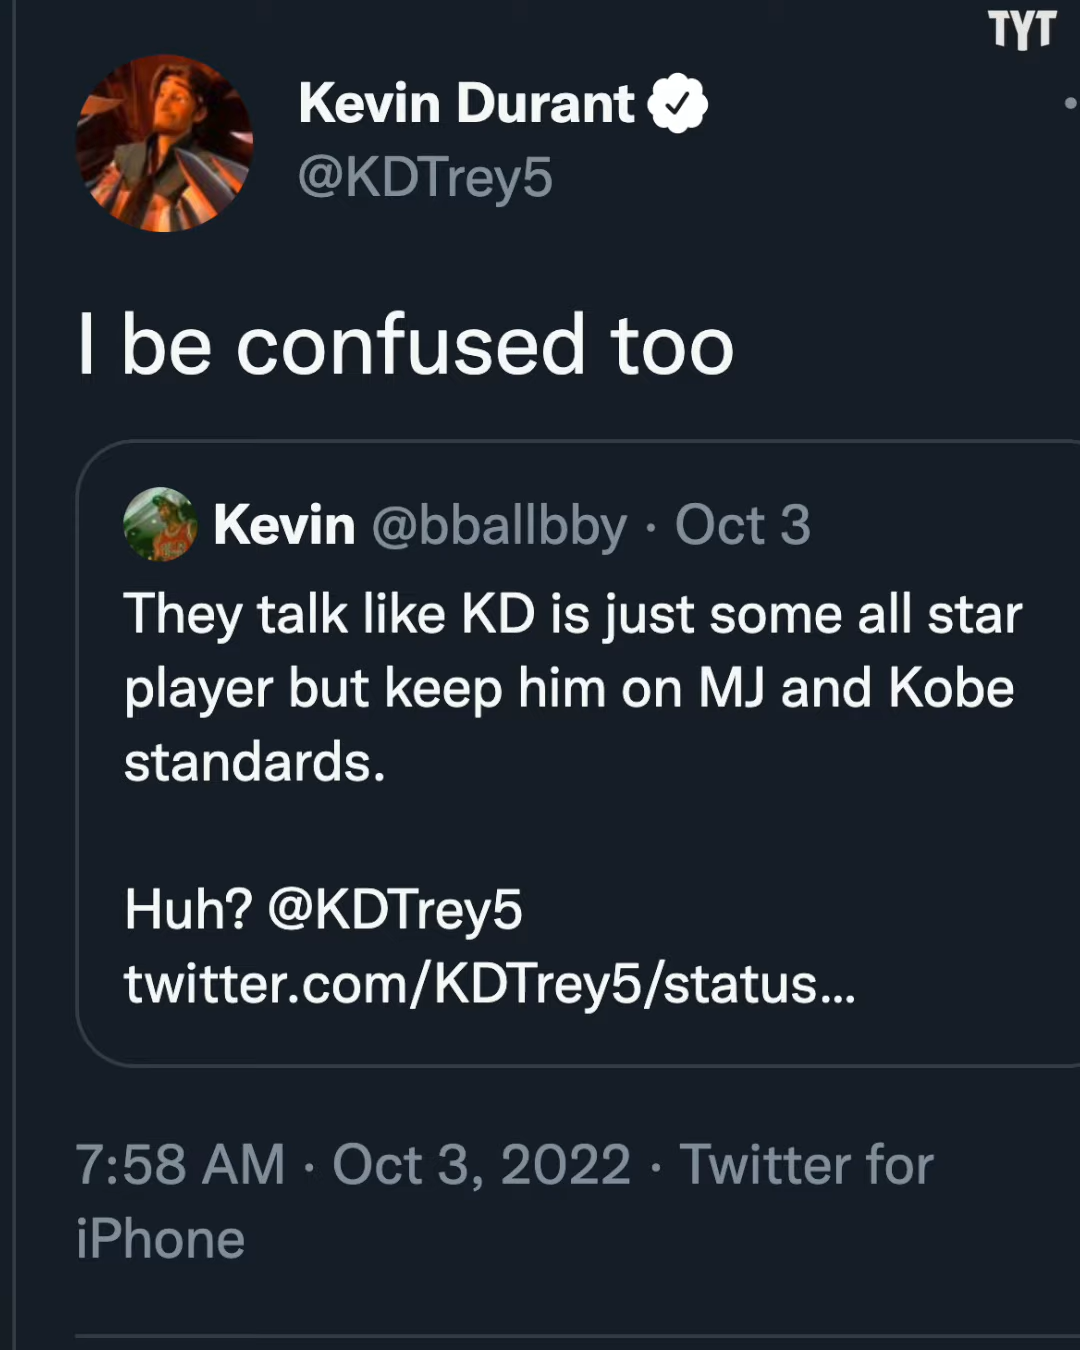 TYT
Kevin Durant
@KDTrey5
I be confused too
Kevin @bballbby · Oct 3
They talk like KD is just some all star
player but keep him on MJ and Kobe
standards.
Huh? @KDTrey5
twitter.com/KDTrey5/status...
7:58 AM · Oct 3, 2022 · Twitter for
iPhone